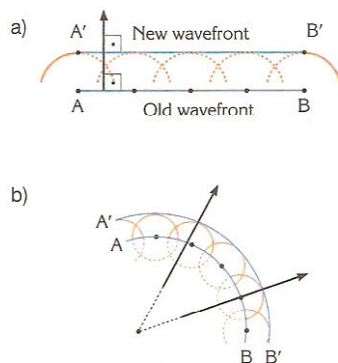 a)
A′ New wavefront B′
A Old wavefront B
b)
A′
A
B B′